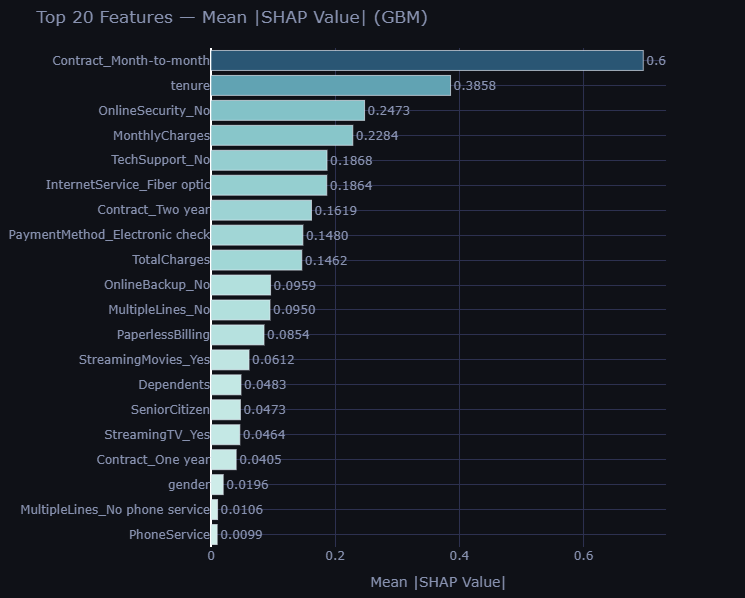 Top 20 Features — Mean |SHAP Value| (GBM)
Contract_Month-to-month 0.6
tenure 0.3858
OnlineSecurity_No 0.2473
MonthlyCharges 0.2284
TechSupport_No 0.1868
InternetService_Fiber optic 0.1864
Contract_Two year 0.1619
PaymentMethod_Electronic check 0.1480
TotalCharges 0.1462
OnlineBackup_No 0.0959
MultipleLines_No 0.0950
PaperlessBilling 0.0854
StreamingMovies_Yes 0.0612
Dependents 0.0483
SeniorCitizen 0.0473
StreamingTV_Yes 0.0464
Contract_One year 0.0405
gender 0.0196
MultipleLines_No phone service 0.0106
PhoneService 0.0099
0 0.2 0.4 0.6
Mean |SHAP Value|